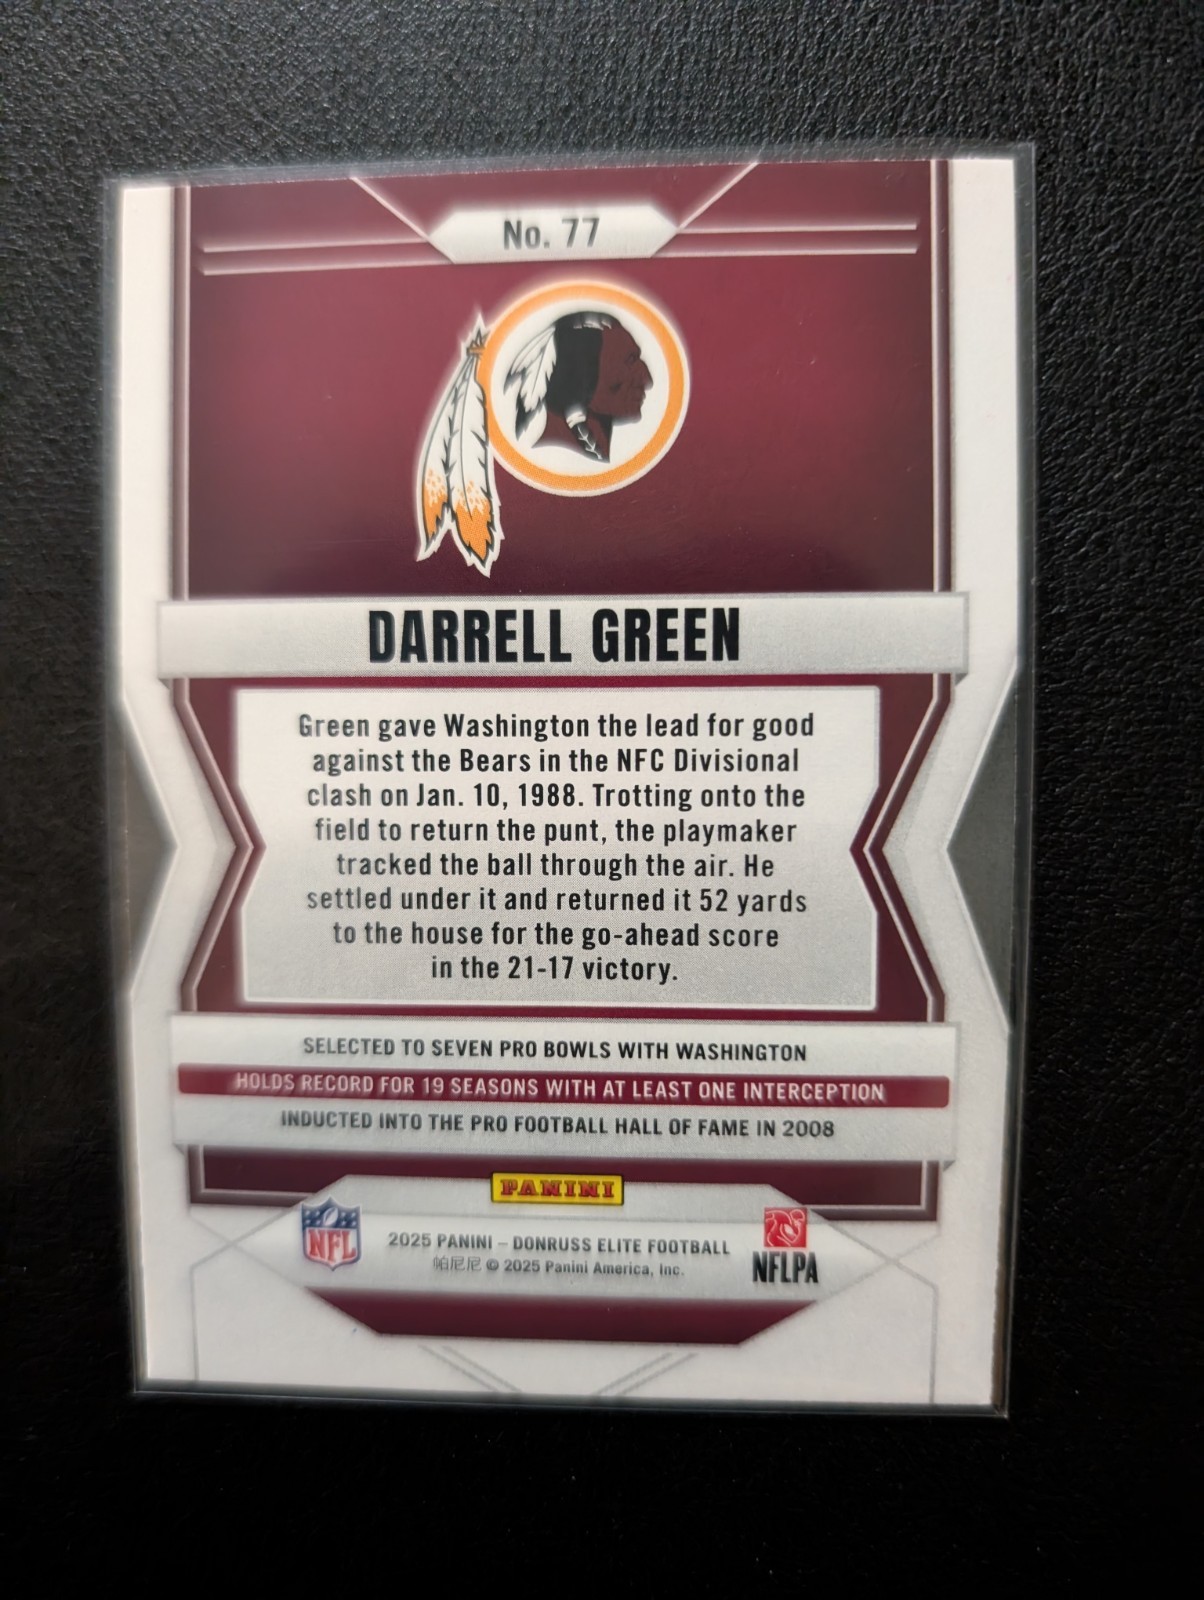 No. 77
DARRELL GREEN
Green gave Washington the lead for good
against the Bears in the NFC Divisional
clash on Jan. 10, 1988. Trotting onto the
field to return the punt, the playmaker
tracked the ball through the air. He
settled under it and returned it 52 yards
to the house for the go-ahead score
in the 21-17 victory.
SELECTED TO SEVEN PRO BOWLS WITH WASHINGTON
HOLDS RECORD FOR 19 SEASONS WITH AT LEAST ONE INTERCEPTION
INDUCTED INTO THE PRO FOOTBALL HALL OF FAME IN 2008
PANINI
NFL
2025 PANINI – DONRUSS ELITE FOOTBALL
帕尼尼 © 2025 Panini America, Inc.
NFLPA